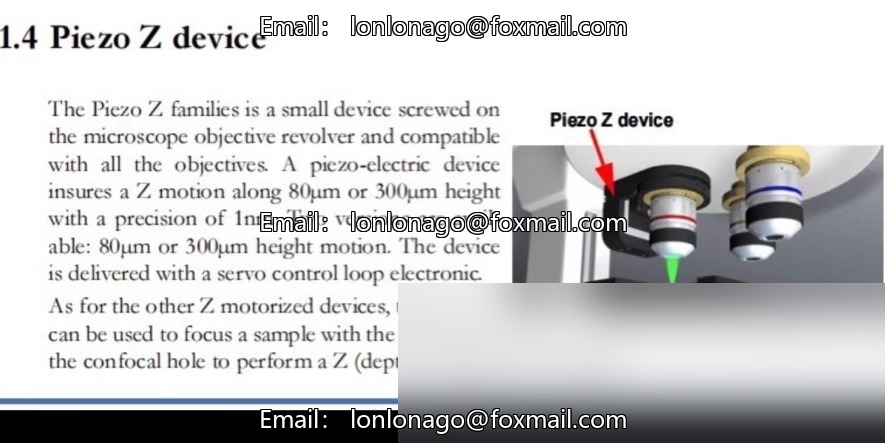 Email: lonlonago@foxmail.com
1.4 Piezo Z device
The Piezo Z families is a small device screwed on
the microscope objective revolver and compatible
with all the objectives. A piezo-electric device
insures a Z motion along 80µm or 300µm height
with a precision of
Email: lonlonago@foxmail.com
able: 80µm or 300µm height motion. The device
is delivered with a servo control loop electronic.
As for the other Z motorized devices,
can be used to focus a sample with the
the confocal hole to perform a Z
Piezo Z device
Email: lonlonago@foxmail.com